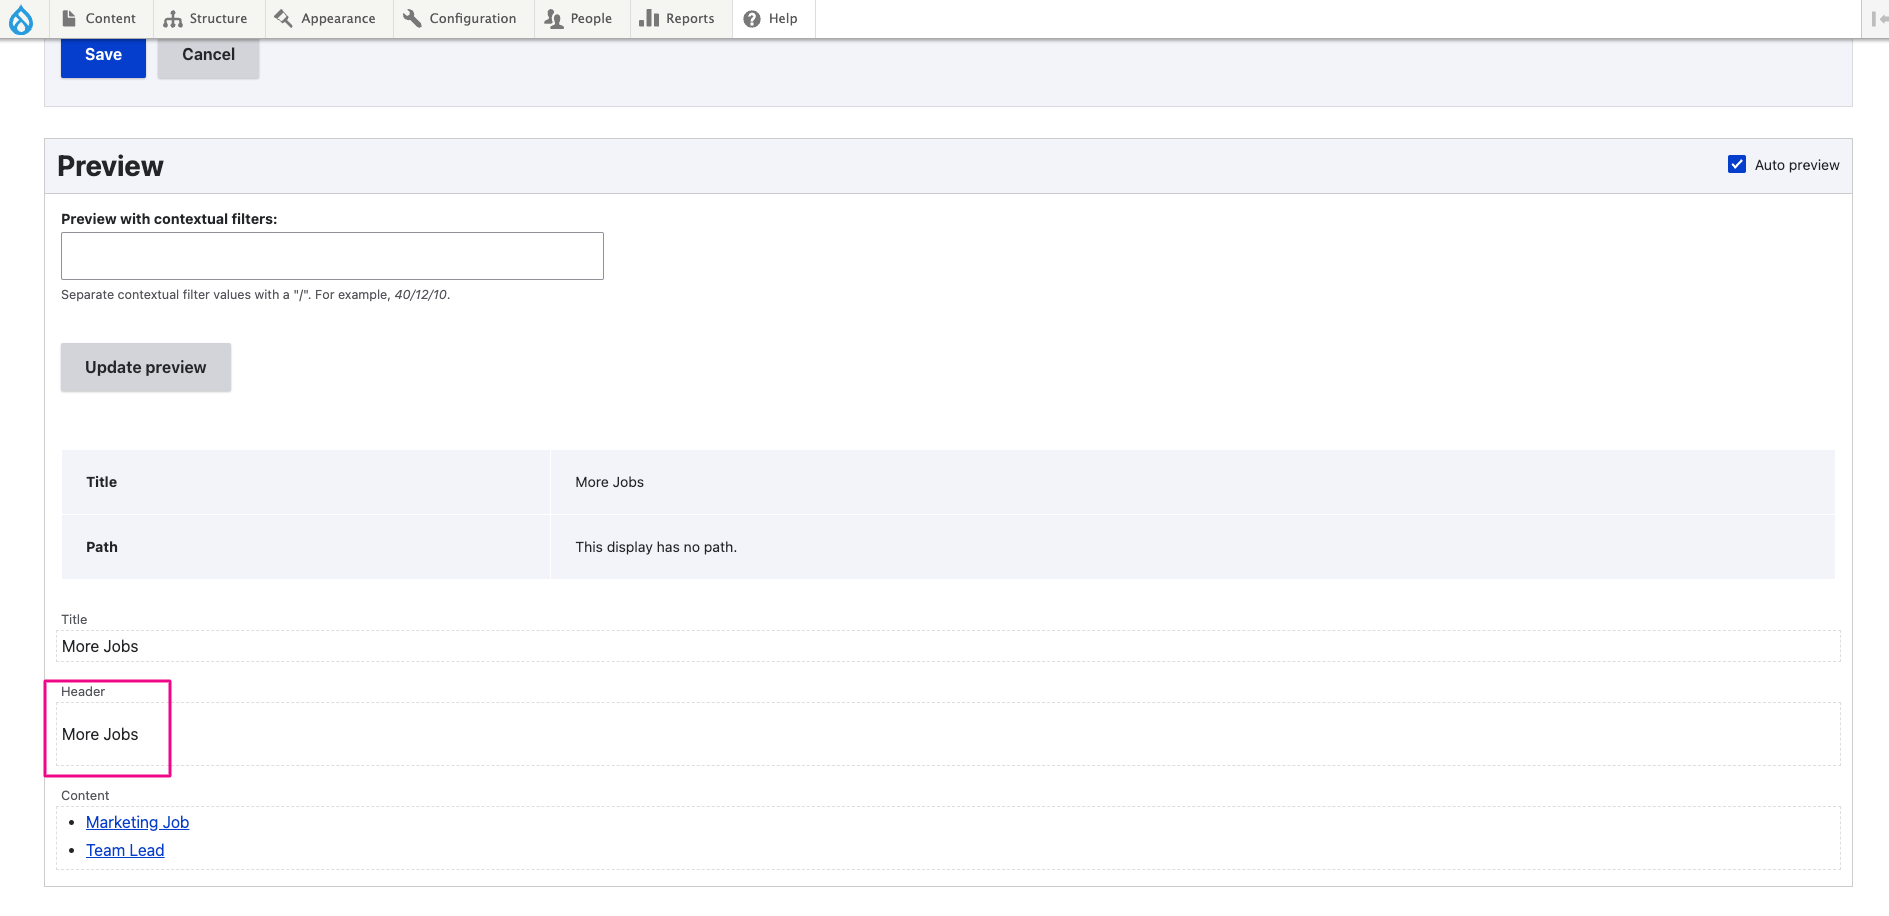 Content Structure Appearance Configuration People Reports Help
Save Cancel
Preview
Auto preview
Preview with contextual filters:
Separate contextual filter values with a "/". For example, 40/12/10.
Update preview
Title More Jobs
Path This display has no path.
Title
More Jobs
Header
More Jobs
Content
Marketing Job
Team Lead